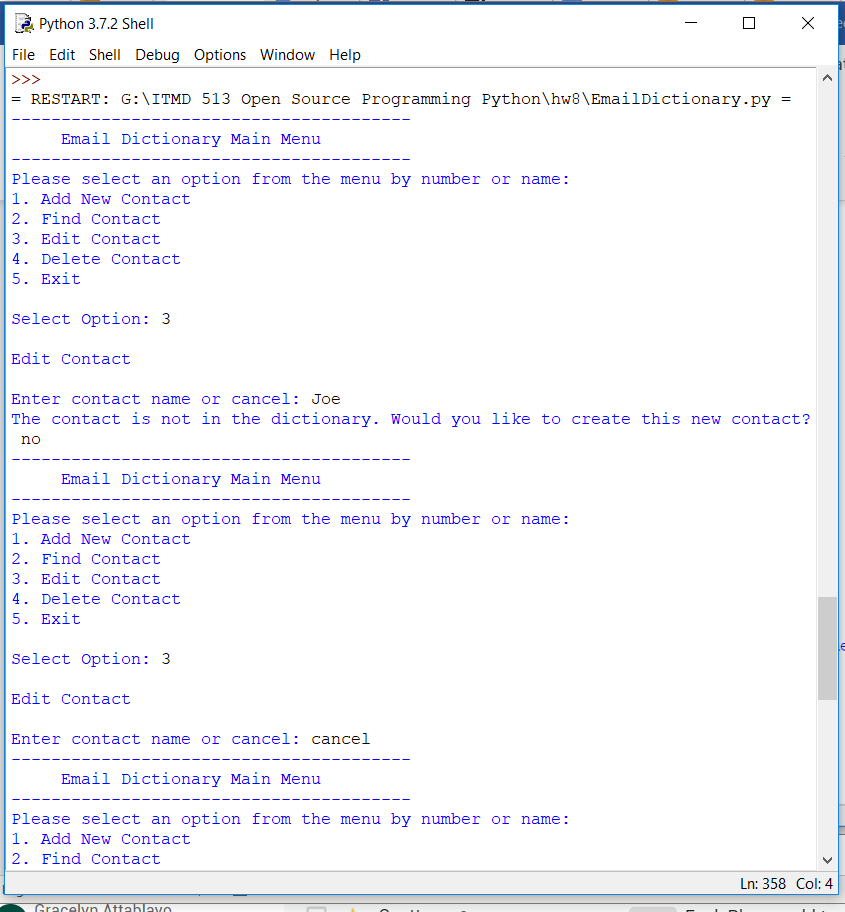 Python 3.7.2 Shell
File Edit Shell Debug Options Window Help
>>>
= RESTART: G:\ITMD 513 Open Source Programming Python\hw8\EmailDictionary.py =
----------------------------------------
     Email Dictionary Main Menu
----------------------------------------
Please select an option from the menu by number or name:
1. Add New Contact
2. Find Contact
3. Edit Contact
4. Delete Contact
5. Exit

Select Option: 3

Edit Contact

Enter contact name or cancel: Joe
The contact is not in the dictionary. Would you like to create this new contact?
 no
----------------------------------------
     Email Dictionary Main Menu
----------------------------------------
Please select an option from the menu by number or name:
1. Add New Contact
2. Find Contact
3. Edit Contact
4. Delete Contact
5. Exit

Select Option: 3

Edit Contact

Enter contact name or cancel: cancel
----------------------------------------
     Email Dictionary Main Menu
----------------------------------------
Please select an option from the menu by number or name:
1. Add New Contact
2. Find Contact
Ln: 358 Col: 4
Gracelyn Attablayo